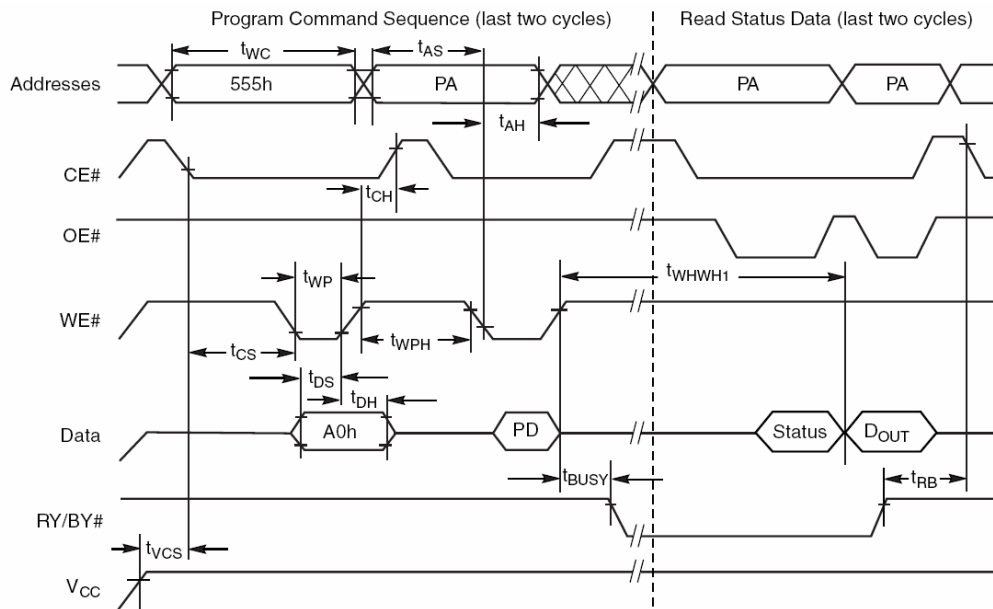 Program Command Sequence (last two cycles) Read Status Data (last two cycles)
tWC tAS
Addresses 555h PA PA PA
tAH
CE#
tCH
OE#
tWP tWHWH1
WE#
tCS tWPH
tDS
tDH
Data A0h PD Status DOUT
tBUSY tRB
RY/BY#
tVCS
VCC